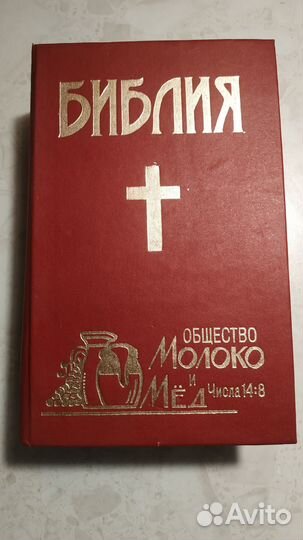 БИБЛИЯ
ОБЩЕСТВО
МОЛОКО
И
МЁД Числа 14:8
Avito